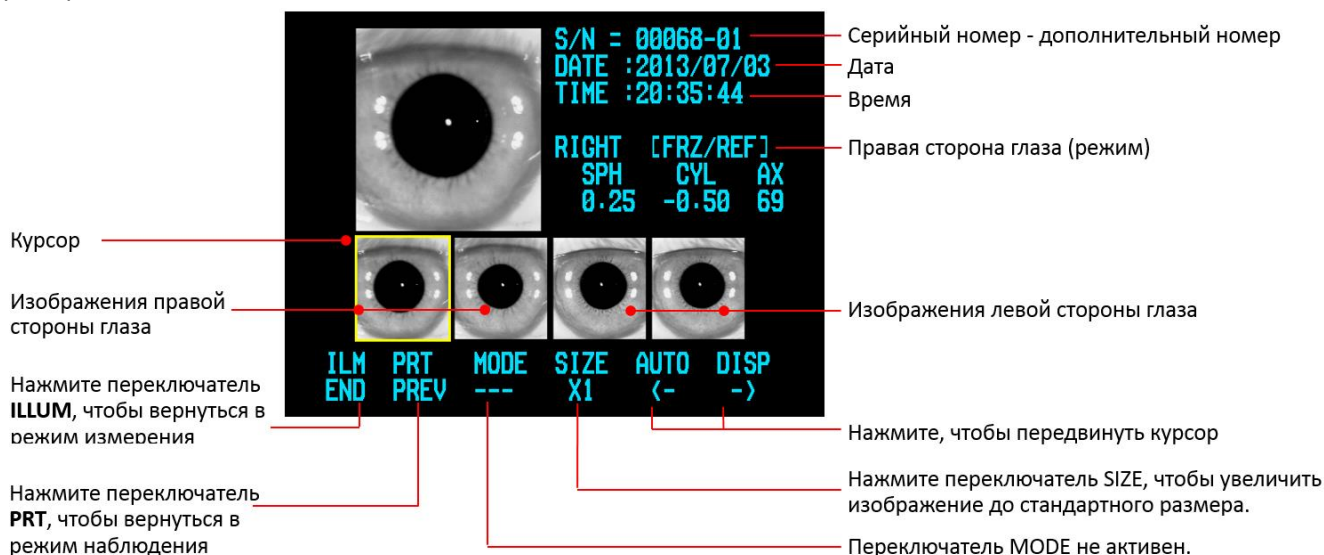 S/N = 00068-01
DATE :2013/07/03
TIME :20:35:44
RIGHT [FRZ/REF]
SPH CYL AX
0.25 -0.50 69
ILM PRT MODE SIZE AUTO DISP
END PREV --- X1 <- ->
Серийный номер - дополнительный номер
Дата
Время
Правая сторона глаза (режим)
Курсор
Изображения правой
стороны глаза
Изображения левой стороны глаза
Нажмите переключатель
ILLUM, чтобы вернуться в
режим измерения
Нажмите, чтобы передвинуть курсор
Нажмите переключатель SIZE, чтобы увеличить
изображение до стандартного размера.
Нажмите переключатель
PRT, чтобы вернуться в
режим наблюдения
Переключатель MODE не активен.